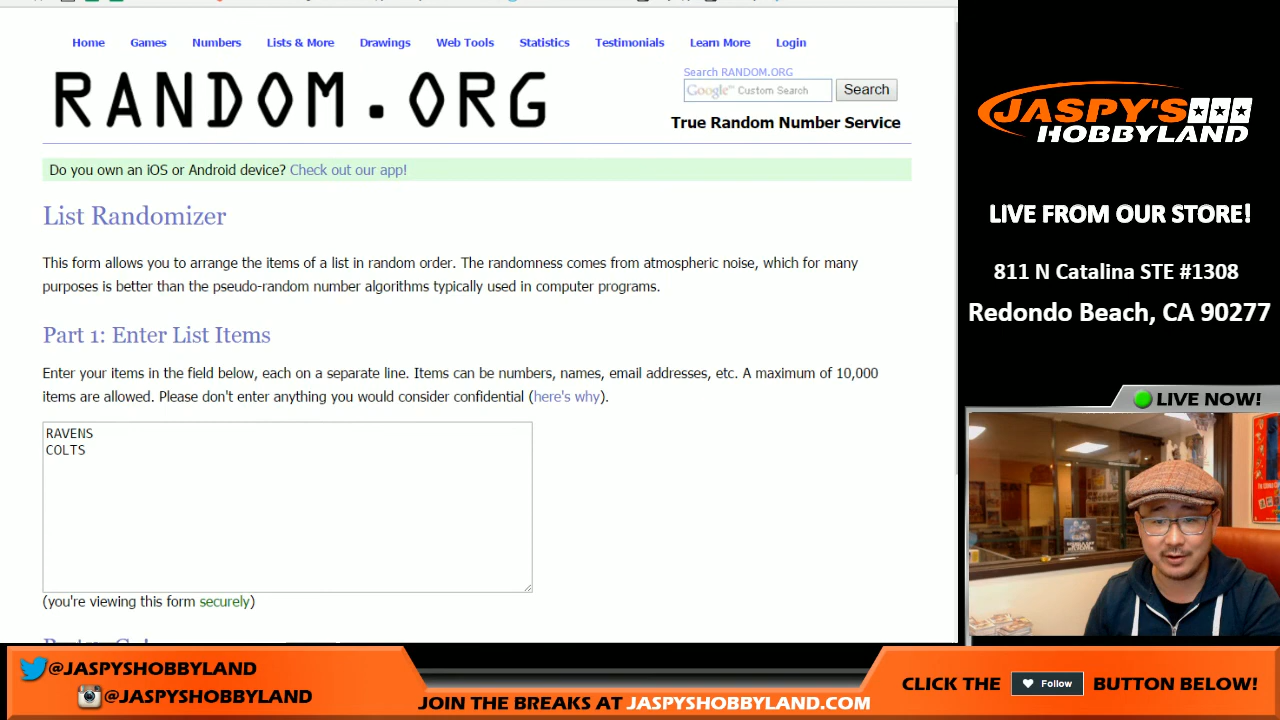 Home Games Numbers Lists & More Drawings Web Tools Statistics Testimonials Learn More Login
RANDOM.ORG
Search RANDOM.ORG
Google™ Custom Search Search
True Random Number Service
Do you own an iOS or Android device? Check out our app!
List Randomizer
This form allows you to arrange the items of a list in random order. The randomness comes from atmospheric noise, which for many
purposes is better than the pseudo-random number algorithms typically used in computer programs.
Part 1: Enter List Items
Enter your items in the field below, each on a separate line. Items can be numbers, names, email addresses, etc. A maximum of 10,000
items are allowed. Please don't enter anything you would consider confidential (here's why).
RAVENS
COLTS
(you're viewing this form securely)
JASPY'S
HOBBYLAND
LIVE FROM OUR STORE!
811 N Catalina STE #1308
Redondo Beach, CA 90277
LIVE NOW!
@JASPYSHOBBYLAND
@JASPYSHOBBYLAND
JOIN THE BREAKS AT JASPYSHOBBYLAND.COM
CLICK THE Follow BUTTON BELOW!